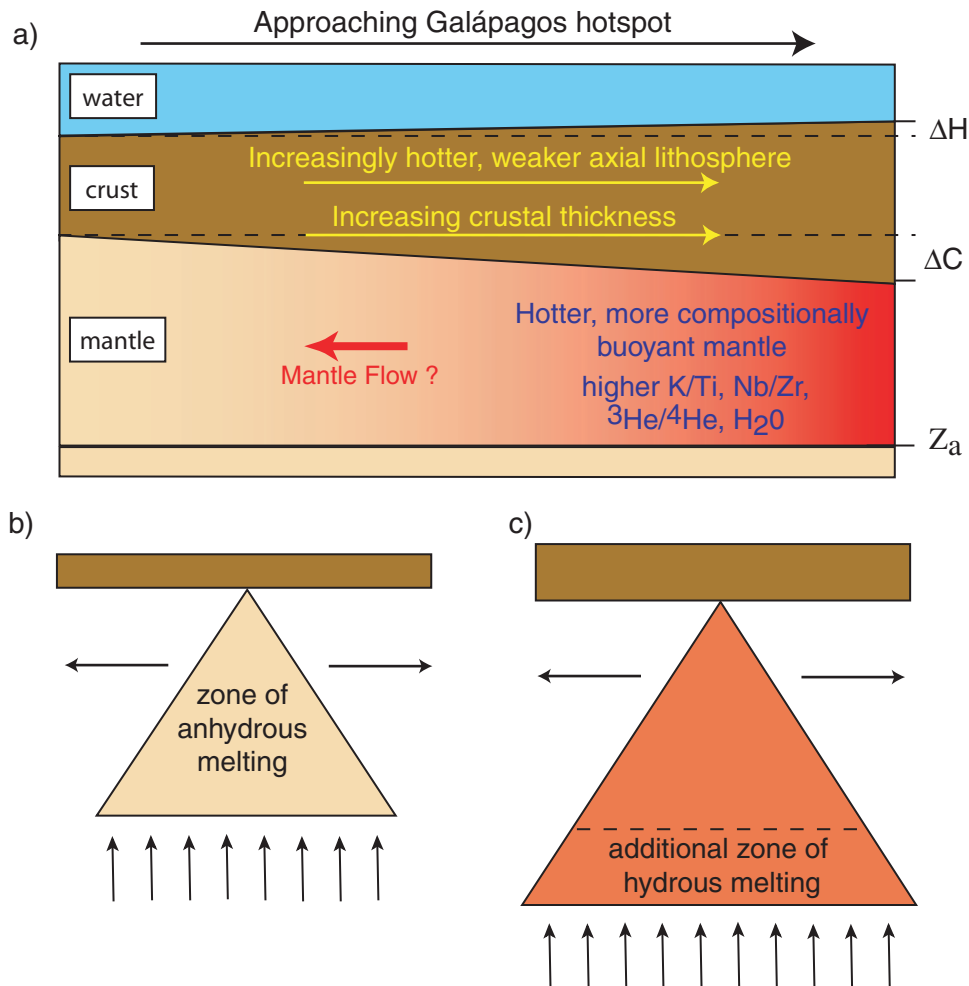 a)
Approaching Galápagos hotspot
water
ΔH
Increasingly hotter, weaker axial lithosphere
crust
Increasing crustal thickness
ΔC
Hotter, more compositionally
buoyant mantle
mantle
Mantle Flow ?
higher K/Ti, Nb/Zr,
³He/⁴He, H₂0
Zₐ
b)
c)
zone of
anhydrous
melting
additional zone of
hydrous melting